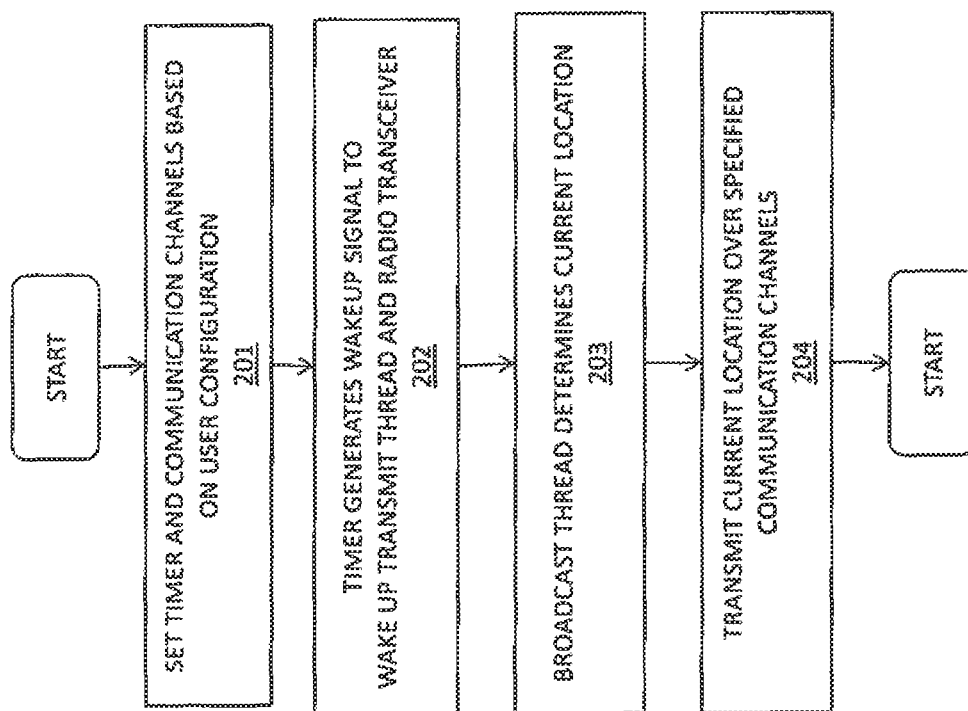 START
SET TIMER AND COMMUNICATION CHANNELS BASED
ON USER CONFIGURATION
201
TIMER GENERATES WAKEUP SIGNAL TO
WAKE UP TRANSMIT THREAD AND RADIO TRANSCEIVER
202
BROADCAST THREAD DETERMINES CURRENT LOCATION
203
TRANSMIT CURRENT LOCATION OVER SPECIFIED
COMMUNICATION CHANNELS
204
START